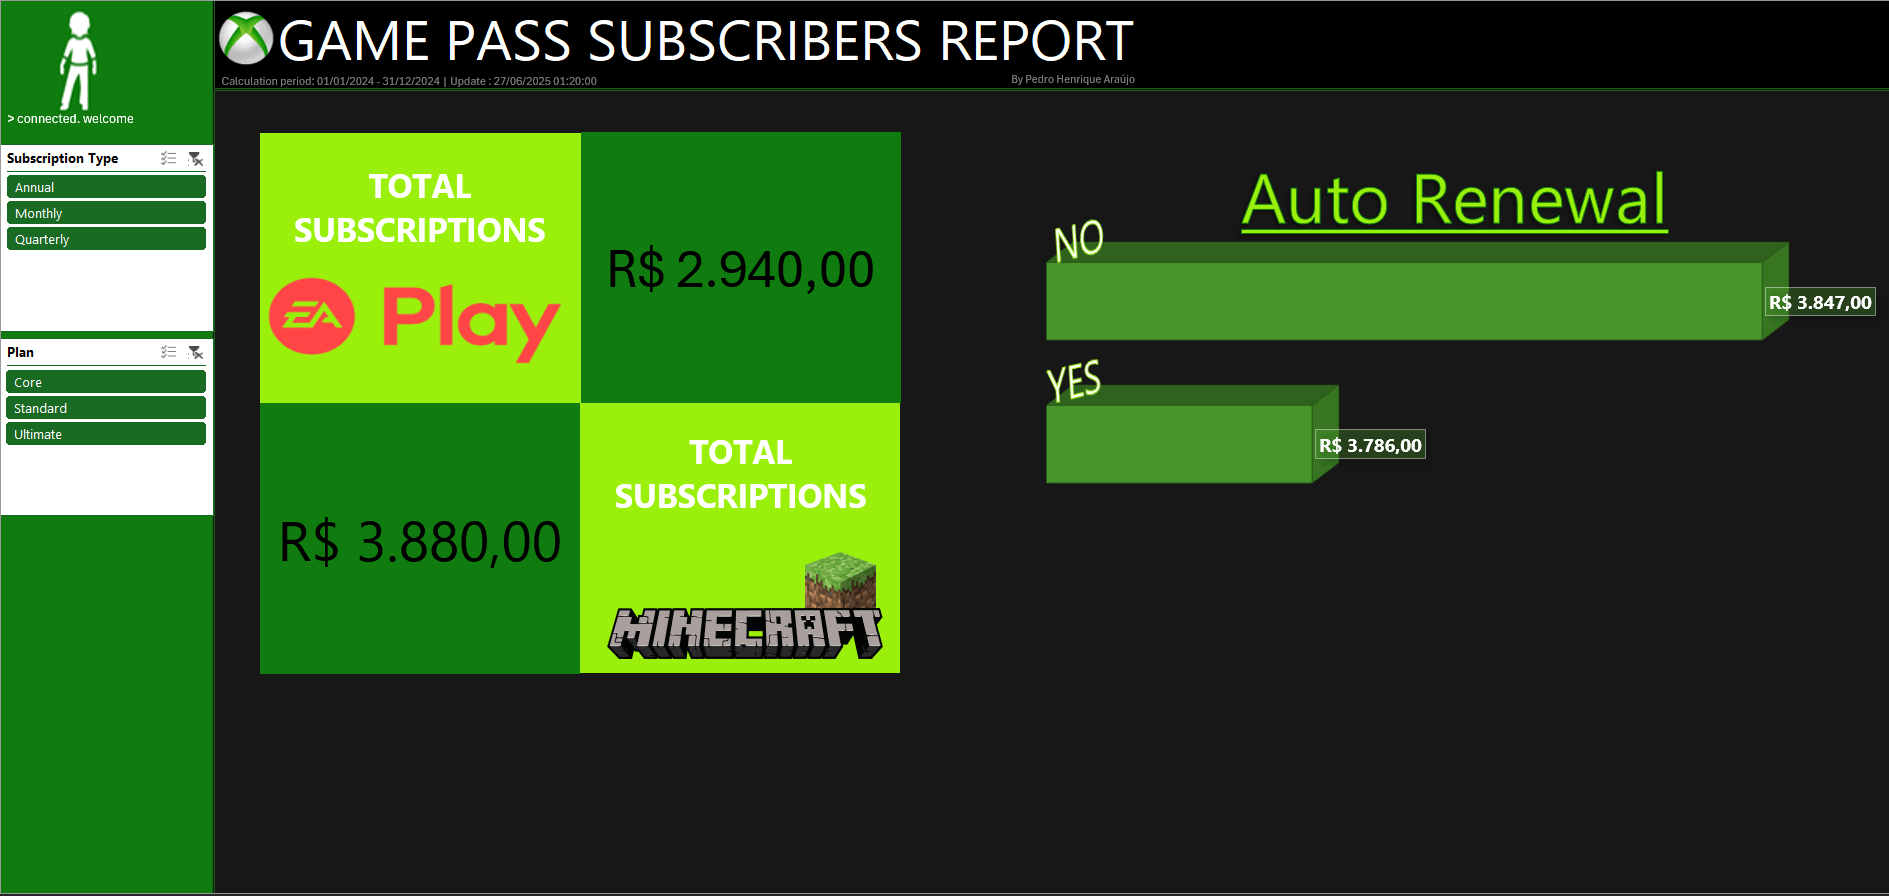 > connected. welcome
Subscription Type
Annual
Monthly
Quarterly
Plan
Core
Standard
Ultimate
GAME PASS SUBSCRIBERS REPORT
Calculation period: 01/01/2024 - 31/12/2024 | Update : 27/06/2025 01:20:00
By Pedro Henrique Araújo
TOTAL
SUBSCRIPTIONS
EA Play
R$ 2.940,00
R$ 3.880,00
TOTAL
SUBSCRIPTIONS
MINECRAFT
Auto Renewal
NO
R$ 3.847,00
YES
R$ 3.786,00